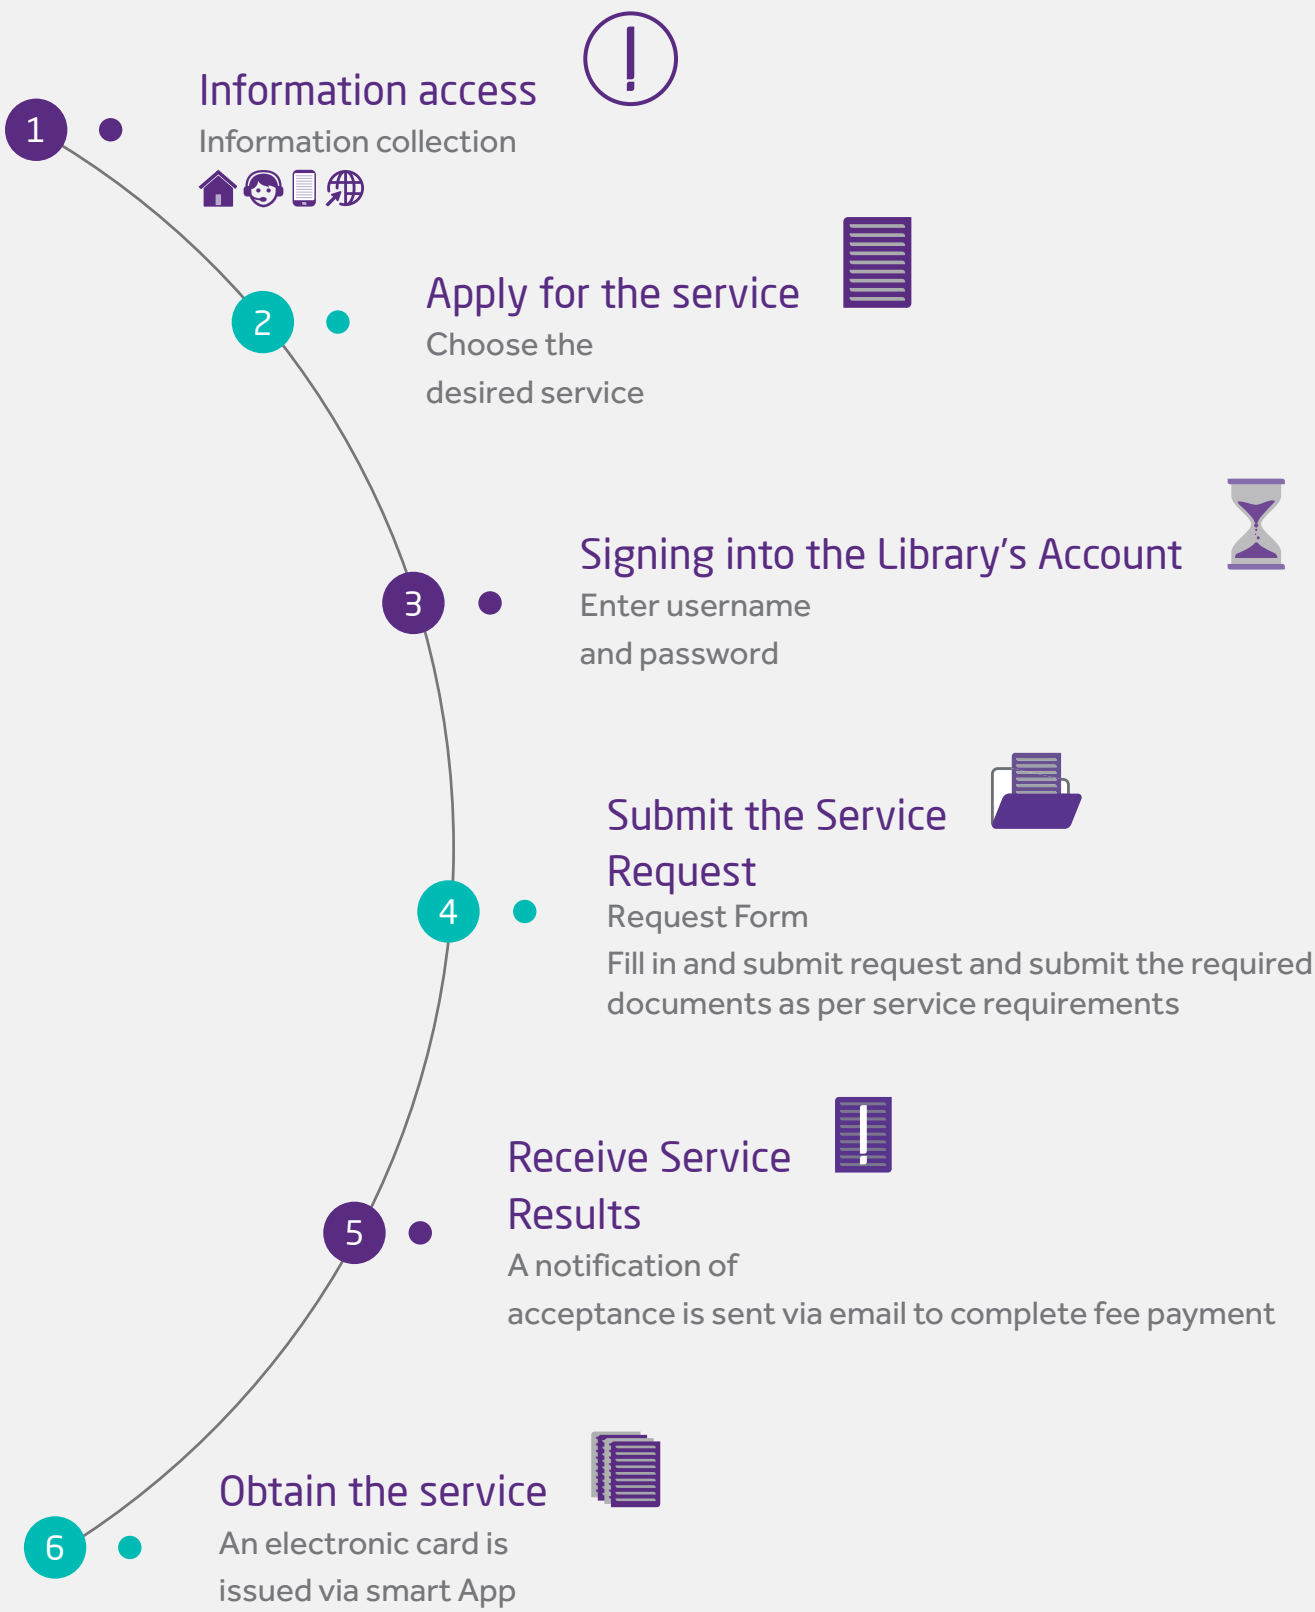 1
Information access
Information collection
2
Apply for the service
Choose the
desired service
3
Signing into the Library's Account
Enter username
and password
4
Submit the Service
Request
Request Form
Fill in and submit request and submit the required
documents as per service requirements
5
Receive Service
Results
A notification of
acceptance is sent via email to complete fee payment
6
Obtain the service
An electronic card is
issued via smart App